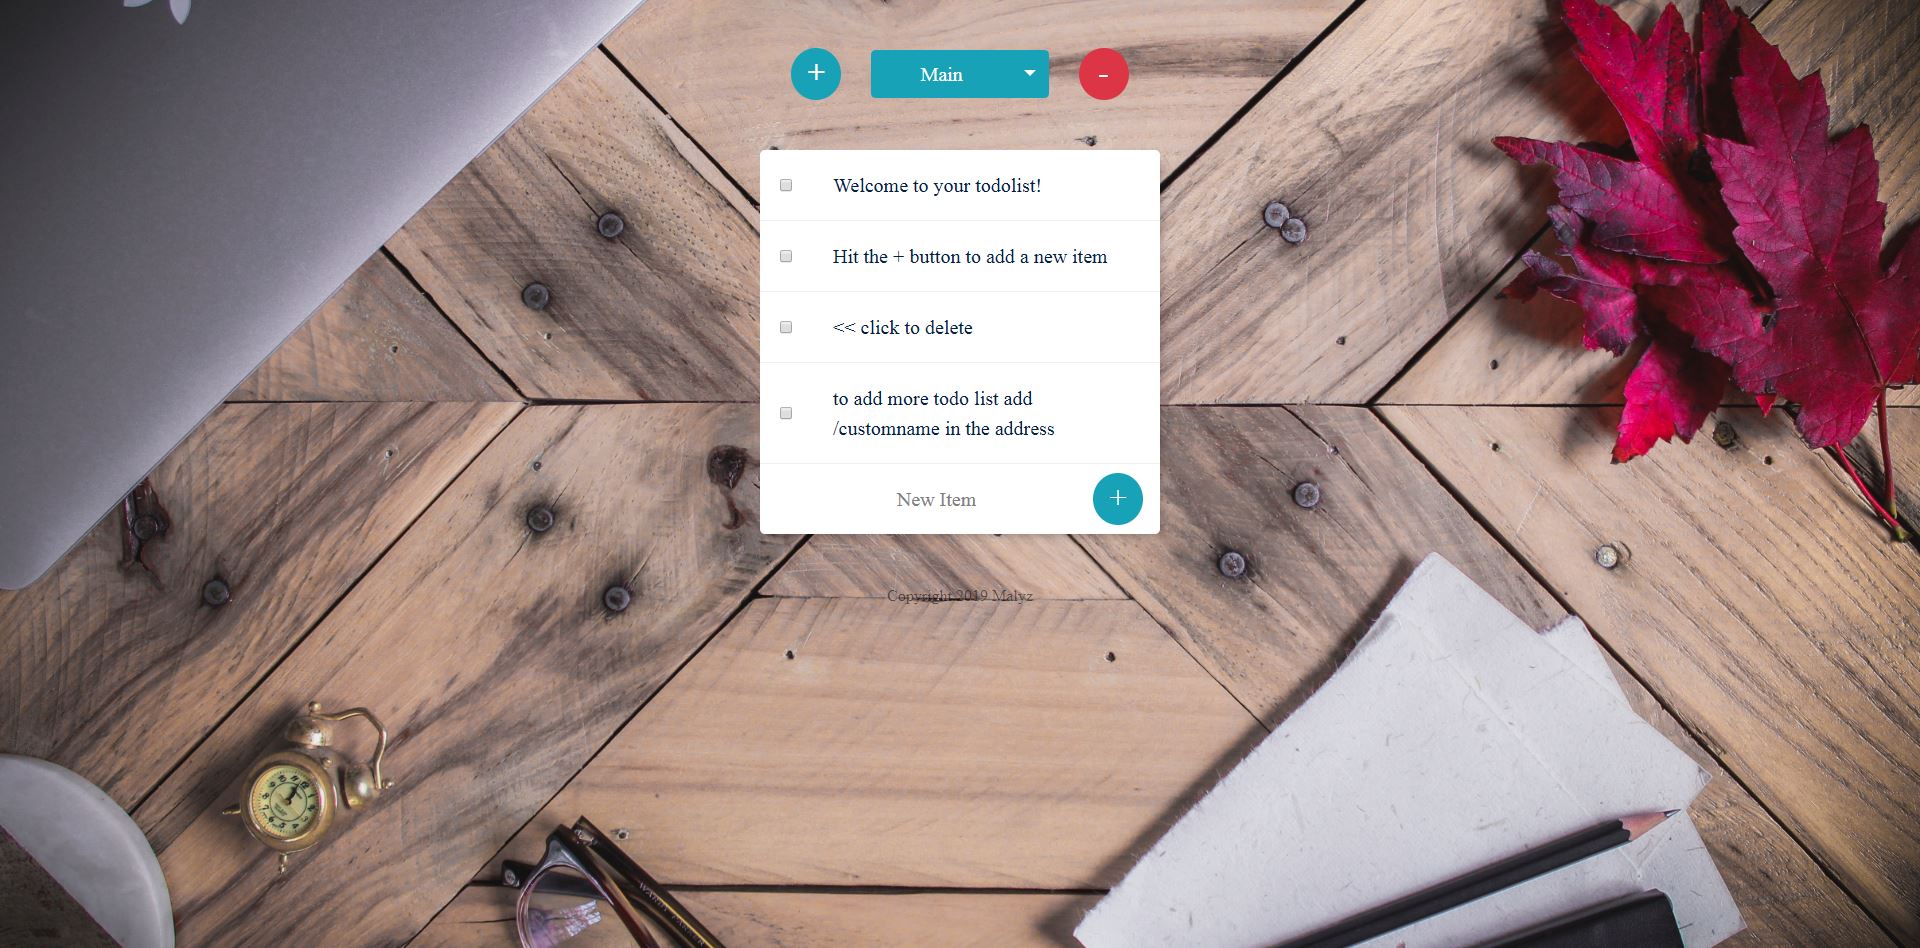 +
Main
-
Welcome to your todolist!
Hit the + button to add a new item
<< click to delete
to add more todo list add
/customname in the address
New Item
+
Copyright 2019 Malyz